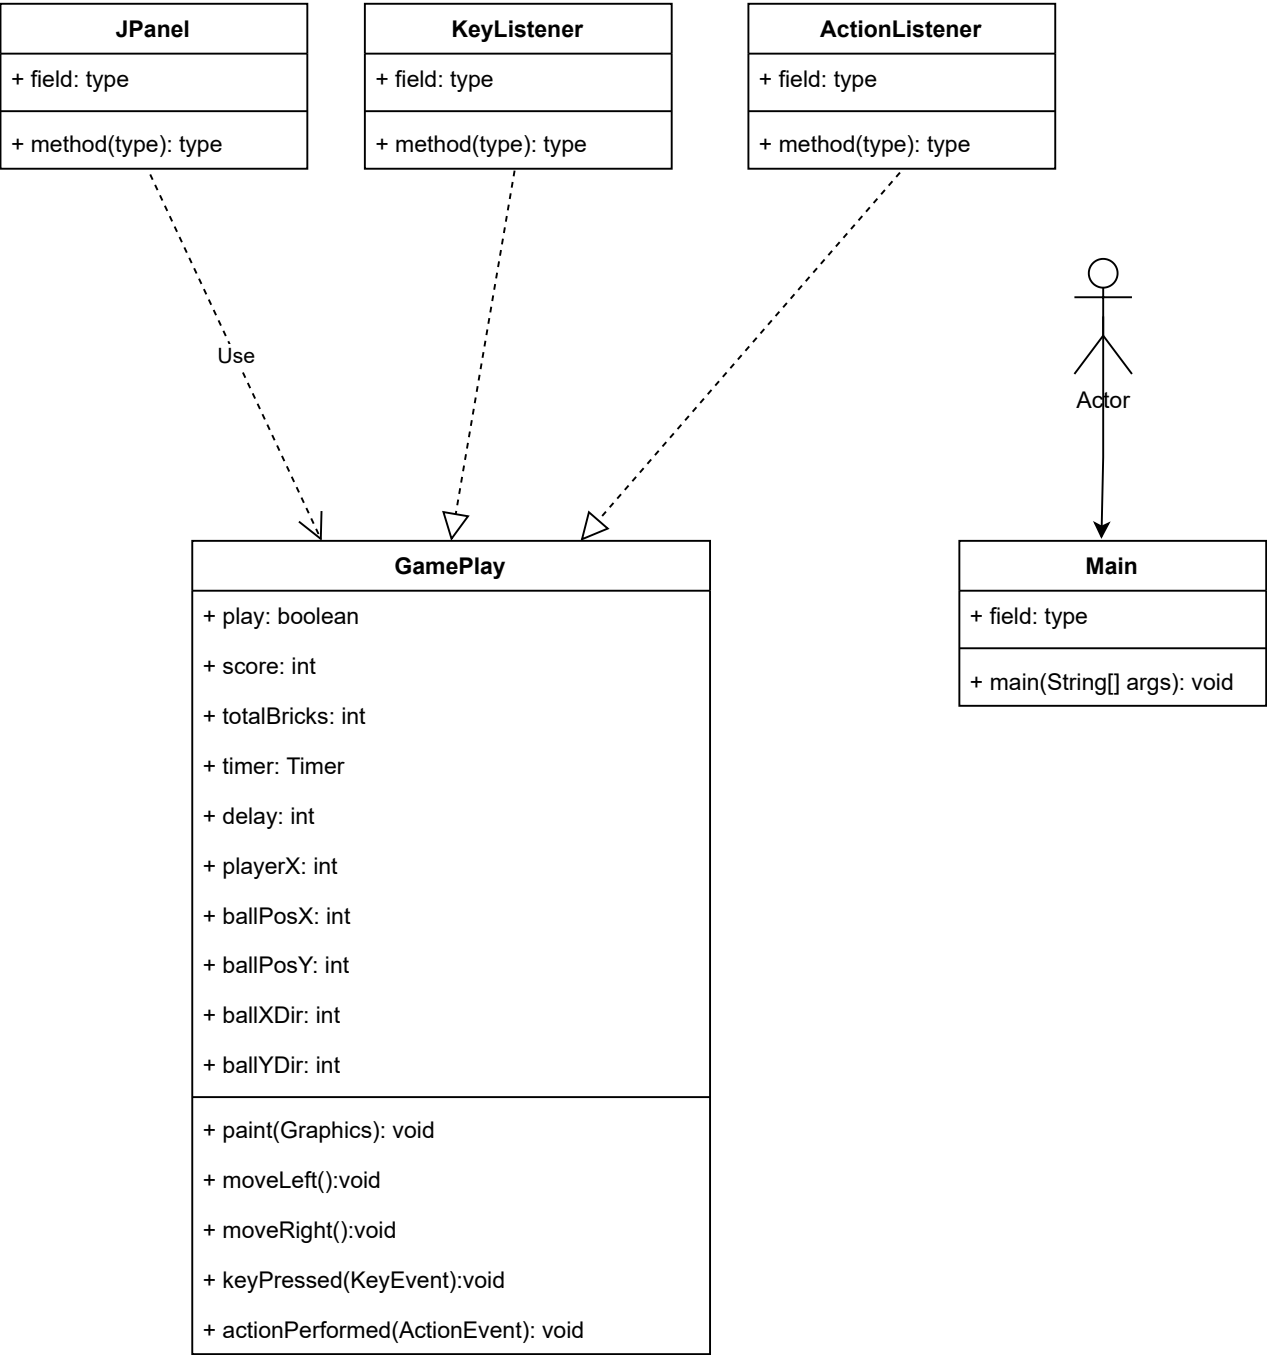 JPanel
+ field: type
+ method(type): type
KeyListener
+ field: type
+ method(type): type
ActionListener
+ field: type
+ method(type): type
Use
Actor
GamePlay
+ play: boolean
+ score: int
+ totalBricks: int
+ timer: Timer
+ delay: int
+ playerX: int
+ ballPosX: int
+ ballPosY: int
+ ballXDir: int
+ ballYDir: int
+ paint(Graphics): void
+ moveLeft():void
+ moveRight():void
+ keyPressed(KeyEvent):void
+ actionPerformed(ActionEvent): void
Main
+ field: type
+ main(String[] args): void